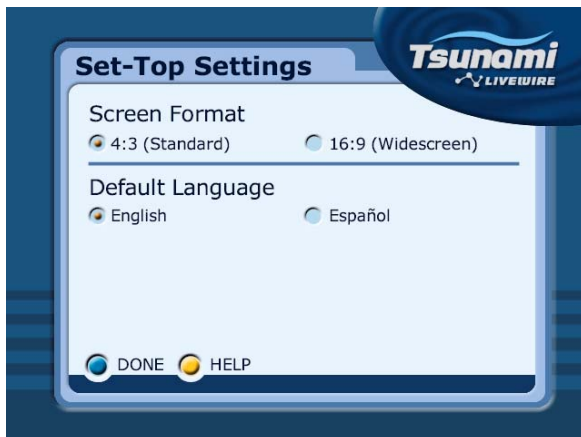 Set-Top Settings
Tsunami
LIVEWIRE
Screen Format
4:3 (Standard) 16:9 (Widescreen)
Default Language
English Español
DONE HELP